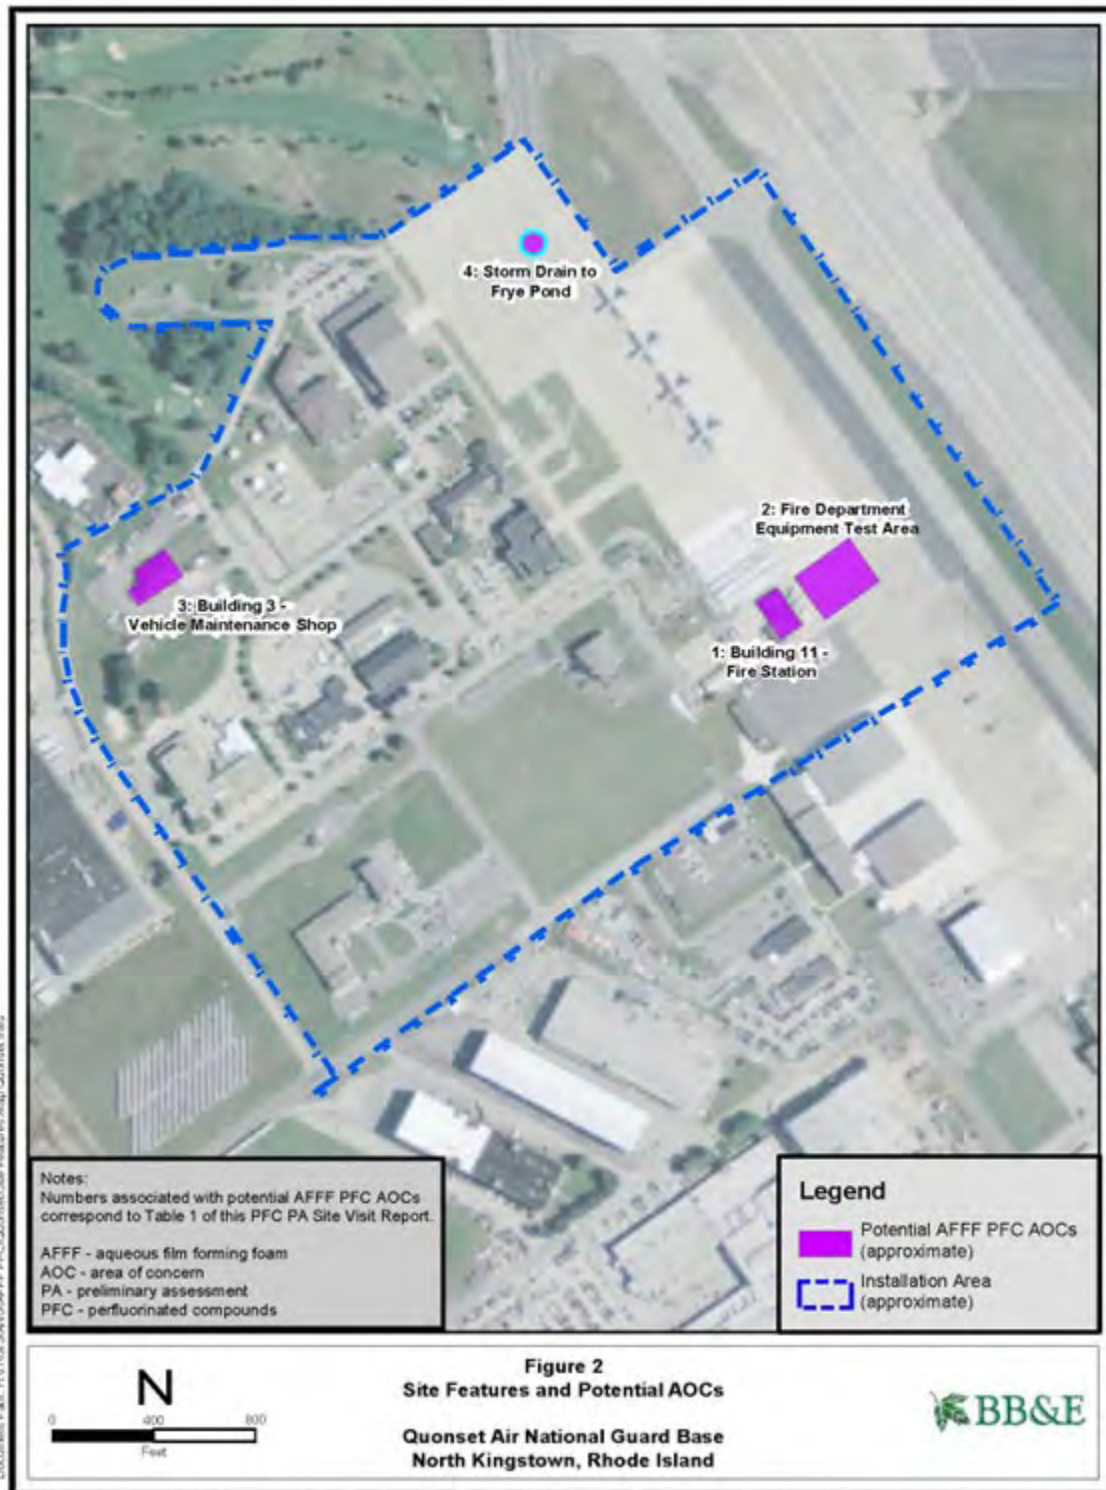 4: Storm Drain to
Frye Pond
2: Fire Department
Equipment Test Area
3: Building 3 -
Vehicle Maintenance Shop
1: Building 11 -
Fire Station
Notes:
Numbers associated with potential AFFF PFC AOCs
correspond to Table 1 of this PFC PA Site Visit Report.
AFFF - aqueous film forming foam
AOC - area of concern
PA - preliminary assessment
PFC - perfluorinated compounds
Legend
Potential AFFF PFC AOCs
(approximate)
Installation Area
(approximate)
N
0 400 800
Feet
Figure 2
Site Features and Potential AOCs
Quonset Air National Guard Base
North Kingstown, Rhode Island
BB&E